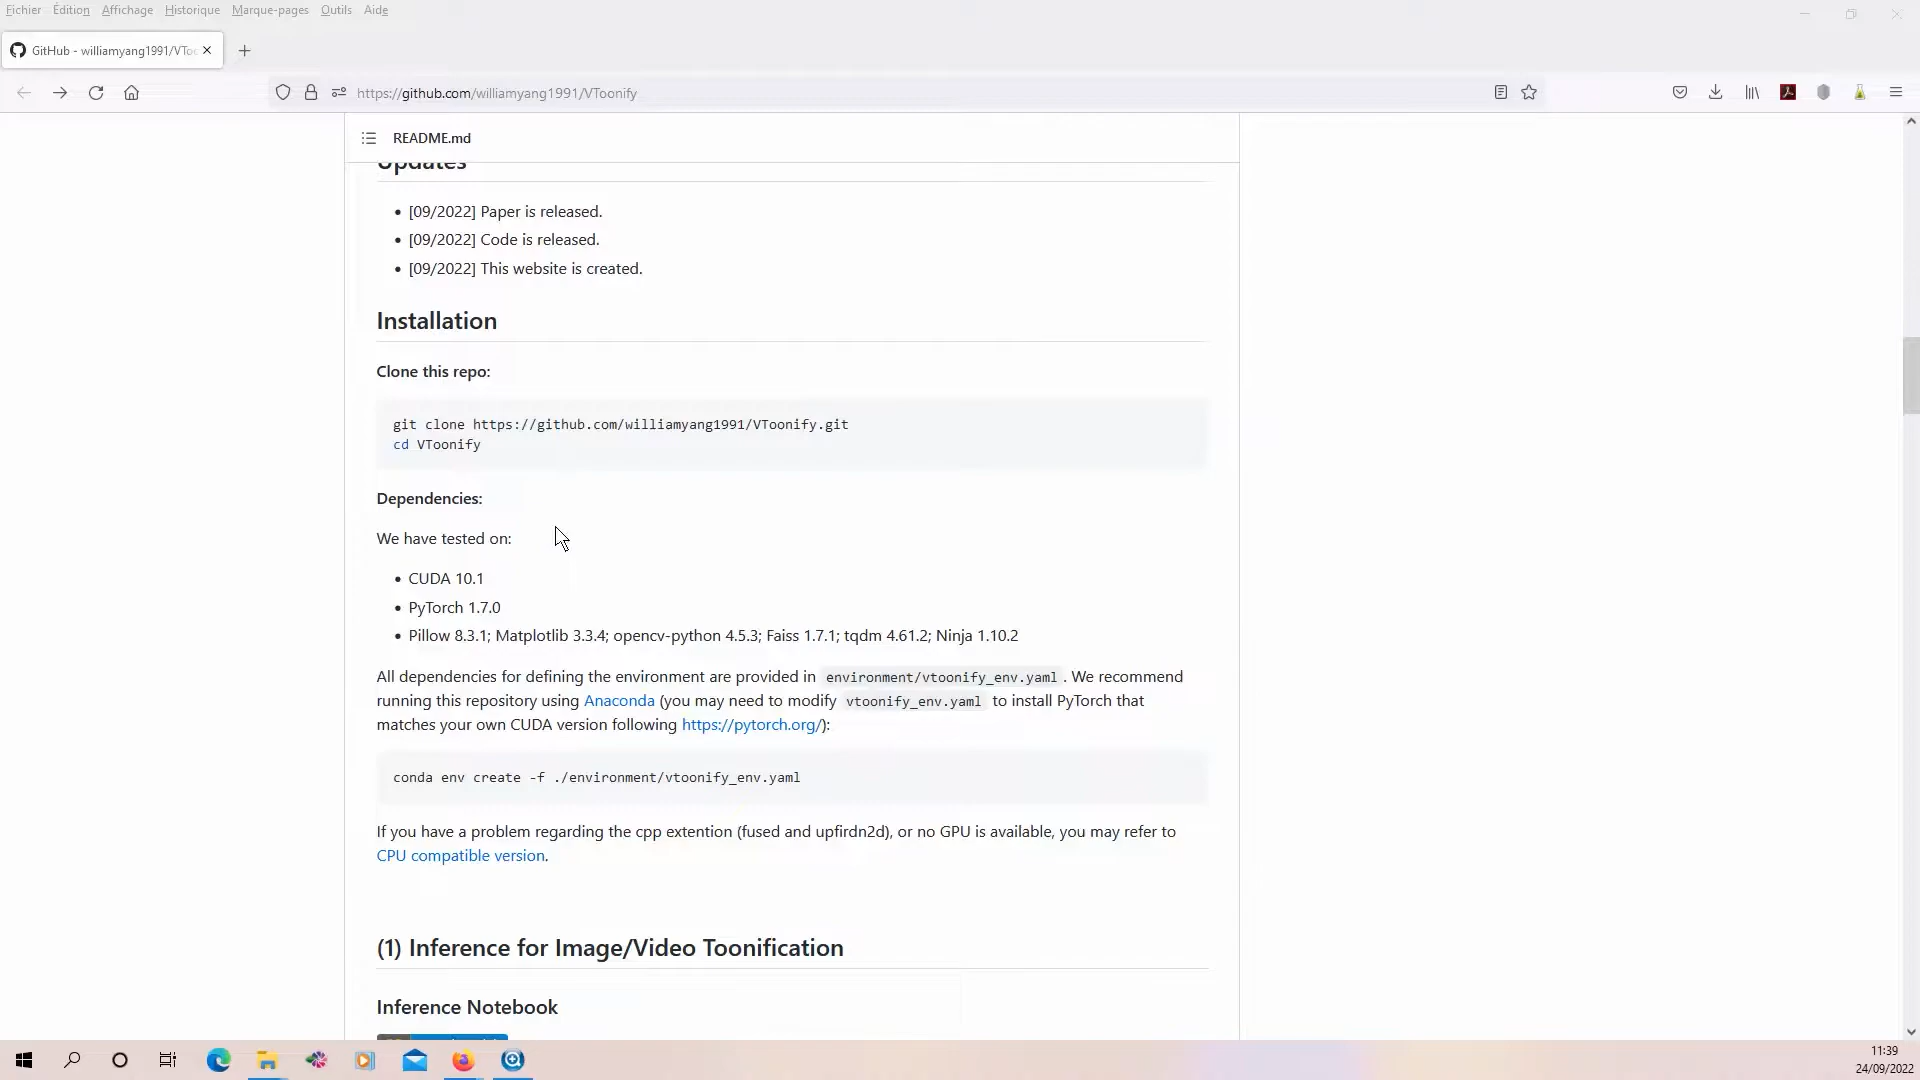 Fichier Édition Affichage Historique Marque-pages Outils Aide
GitHub - williamyang1991/VToo
https://github.com/williamyang1991/VToonify
README.md
Updates
[09/2022] Paper is released.
[09/2022] Code is released.
[09/2022] This website is created.
Installation
Clone this repo:
git clone https://github.com/williamyang1991/VToonify.git
cd VToonify
Dependencies:
We have tested on:
CUDA 10.1
PyTorch 1.7.0
Pillow 8.3.1; Matplotlib 3.3.4; opencv-python 4.5.3; Faiss 1.7.1; tqdm 4.61.2; Ninja 1.10.2
All dependencies for defining the environment are provided in environment/vtoonify_env.yaml . We recommend
running this repository using Anaconda (you may need to modify vtoonify_env.yaml to install PyTorch that
matches your own CUDA version following https://pytorch.org/):
conda env create -f ./environment/vtoonify_env.yaml
If you have a problem regarding the cpp extention (fused and upfirdn2d), or no GPU is available, you may refer to
CPU compatible version.
(1) Inference for Image/Video Toonification
Inference Notebook
11:39
24/09/2022